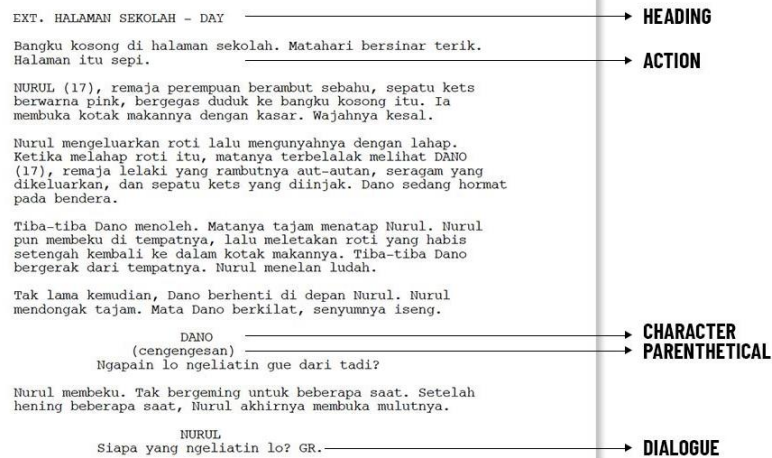 EXT. HALAMAN SEKOLAH - DAY
HEADING
Bangku kosong di halaman sekolah. Matahari bersinar terik.
Halaman itu sepi.
ACTION
NURUL (17), remaja perempuan berambut sebahu, sepatu kets
berwarna pink, bergegas duduk ke bangku kosong itu. Ia
membuka kotak makannya dengan kasar. Wajahnya kesal.
Nurul mengeluarkan roti lalu mengunyahnya dengan lahap.
Ketika melahap roti itu, matanya terbelalak melihat DANO
(17), remaja lelaki yang rambutnya aut-autan, seragam yang
dikeluarkan, dan sepatu kets yang diinjak. Dano sedang hormat
pada bendera.
Tiba-tiba Dano menoleh. Matanya tajam menatap Nurul. Nurul
pun membeku di tempatnya, lalu meletakan roti yang habis
setengah kembali ke dalam kotak makannya. Tiba-tiba Dano
bergerak dari tempatnya. Nurul menelan ludah.
Tak lama kemudian, Dano berhenti di depan Nurul. Nurul
mendongak tajam. Mata Dano berkilat, senyumnya iseng.
DANO
CHARACTER
(cengengesan)
PARENTHETICAL
Ngapain lo ngeliatin gue dari tadi?
Nurul membeku. Tak bergeming untuk beberapa saat. Setelah
hening beberapa saat, Nurul akhirnya membuka mulutnya.
NURUL
Siapa yang ngeliatin lo? GR.
DIALOGUE